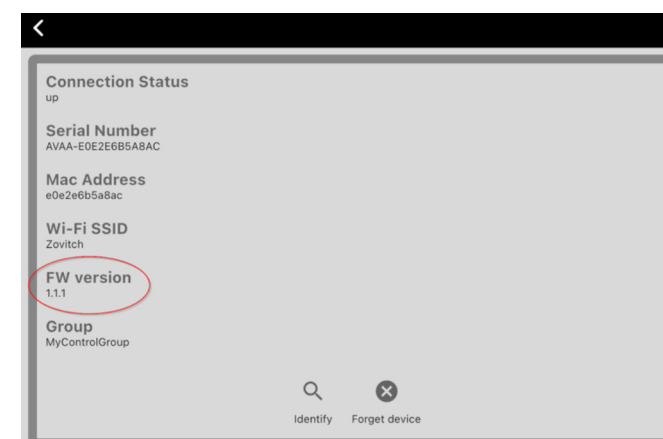 Connection Status
up
Serial Number
AVAA-E0E2E6B5A8AC
Mac Address
e0e2e6b5a8ac
Wi-Fi SSID
Zovitch
FW version
1.1.1
Group
MyControlGroup
Identify Forget device